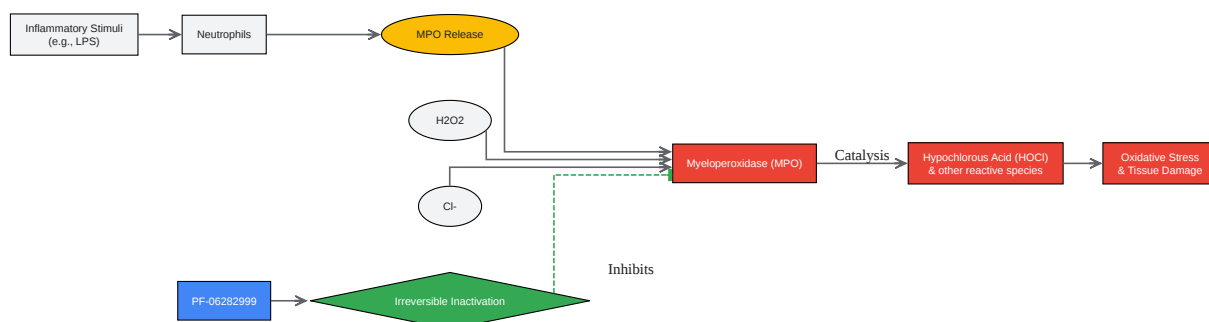 Inflammatory Stimuli
(e.g., LPS)
Neutrophils
MPO Release
H2O2
Cl-
Myeloperoxidase (MPO)
Catalysis
Hypochlorous Acid (HOCl)
& other reactive species
Oxidative Stress
& Tissue Damage
Inhibits
PF-06282999
Irreversible Inactivation